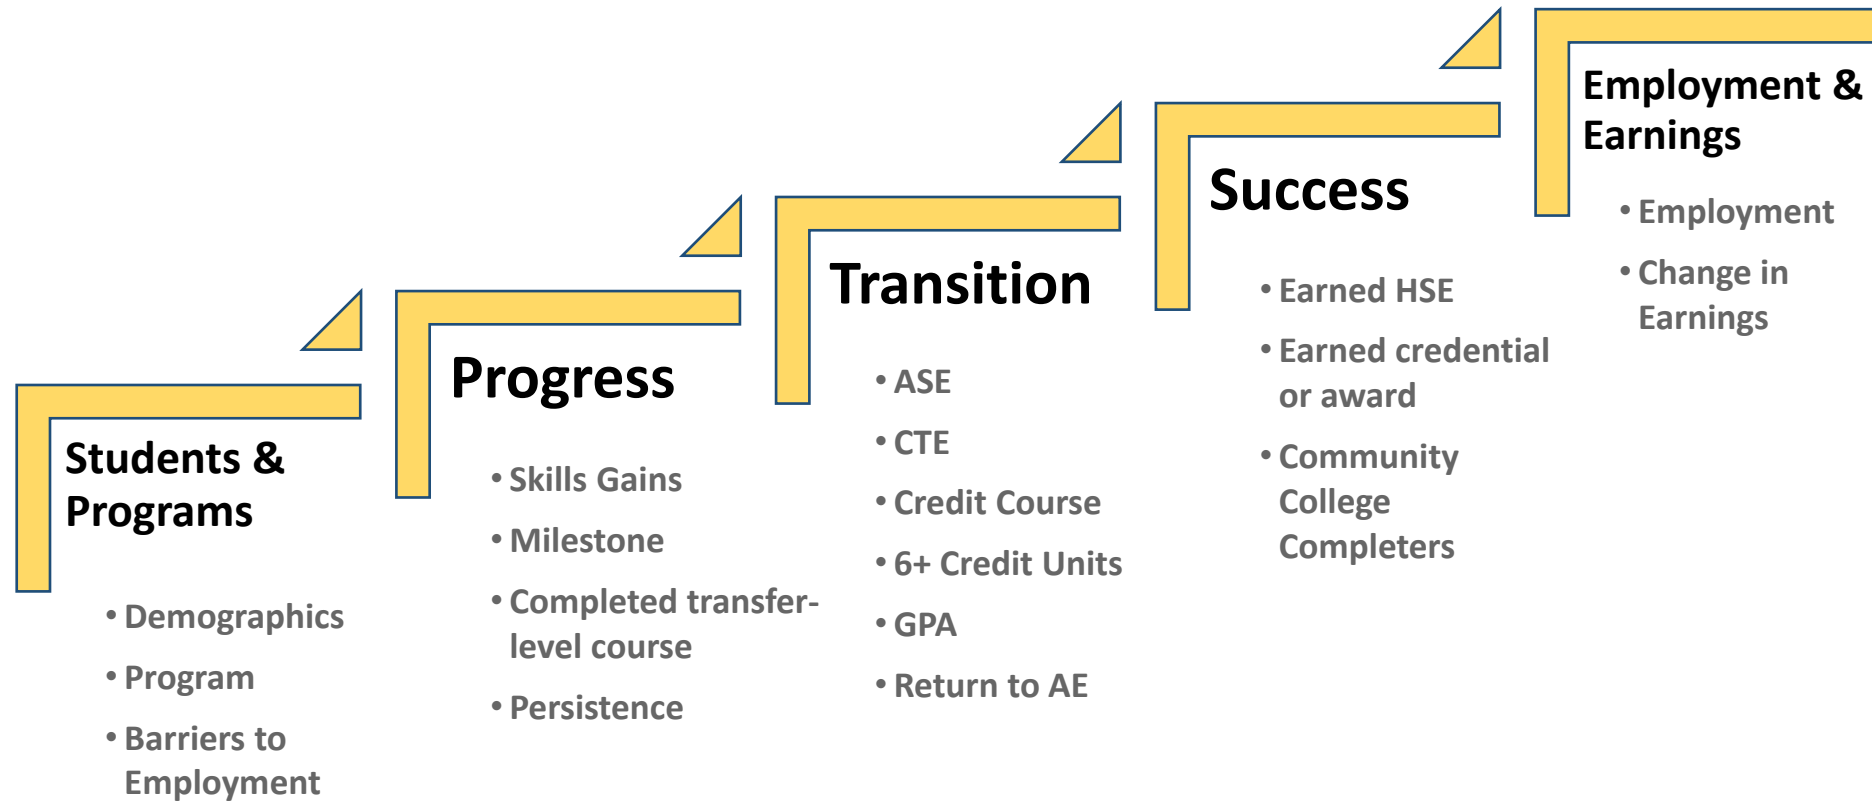 Students &
Programs
• Demographics
• Program
• Barriers to
Employment
Progress
• Skills Gains
• Milestone
• Completed transfer-
level course
• Persistence
Transition
• ASE
• CTE
• Credit Course
• 6+ Credit Units
• GPA
• Return to AE
Success
• Earned HSE
• Earned credential
or award
• Community
College
Completers
Employment &
Earnings
• Employment
• Change in
Earnings